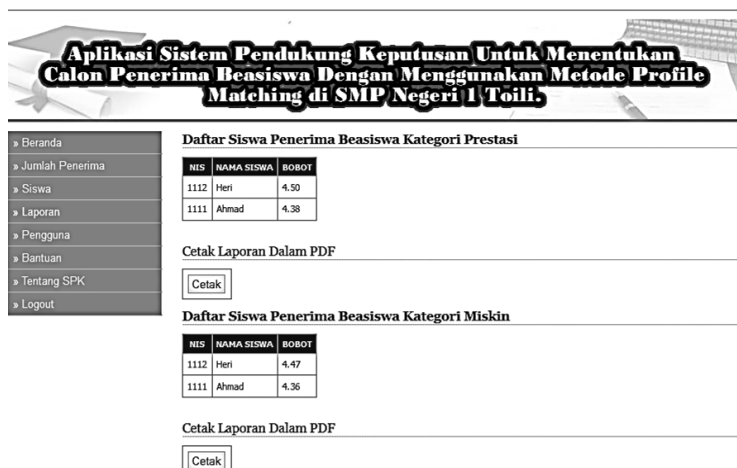 Aplikasi Sistem Pendukung Keputusan Untuk Menentukan
Calon Penerima Beasiswa Dengan Menggunakan Metode Profile
Matching di SMP Negeri 1 Toili.
» Beranda
» Jumlah Penerima
» Siswa
» Laporan
» Pengguna
» Bantuan
» Tentang SPK
» Logout
Daftar Siswa Penerima Beasiswa Kategori Prestasi
NIS NAMA SISWA BOBOT
1112 Heri 4.50
1111 Ahmad 4.38
Cetak Laporan Dalam PDF
Cetak
Daftar Siswa Penerima Beasiswa Kategori Miskin
NIS NAMA SISWA BOBOT
1112 Heri 4.47
1111 Ahmad 4.36
Cetak Laporan Dalam PDF
Cetak